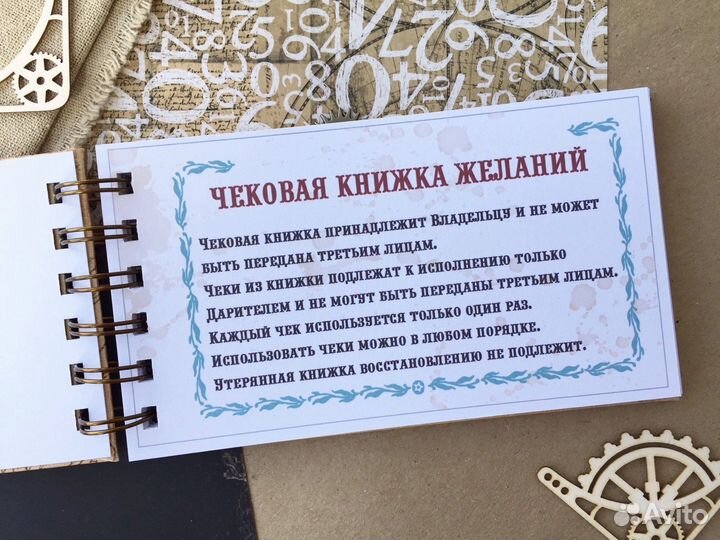 ЧЕКОВАЯ КНИЖКА ЖЕЛАНИЙ
ЧЕКОВАЯ КНИЖКА ПРИНАДЛЕЖИТ ВЛАДЕЛЬЦУ И НЕ МОЖЕТ
БЫТЬ ПЕРЕДАНА ТРЕТЬИМ ЛИЦАМ.
ЧЕКИ ИЗ КНИЖКИ ПОДЛЕЖАТ К ИСПОЛНЕНИЮ ТОЛЬКО
ДАРИТЕЛЕМ И НЕ МОГУТ БЫТЬ ПЕРЕДАНЫ ТРЕТЬИМ ЛИЦАМ.
КАЖДЫЙ ЧЕК ИСПОЛЬЗУЕТСЯ ТОЛЬКО ОДИН РАЗ.
ИСПОЛЬЗОВАТЬ ЧЕКИ МОЖНО В ЛЮБОМ ПОРЯДКЕ.
УТЕРЯННАЯ КНИЖКА ВОССТАНОВЛЕНИЮ НЕ ПОДЛЕЖИТ.
Avito